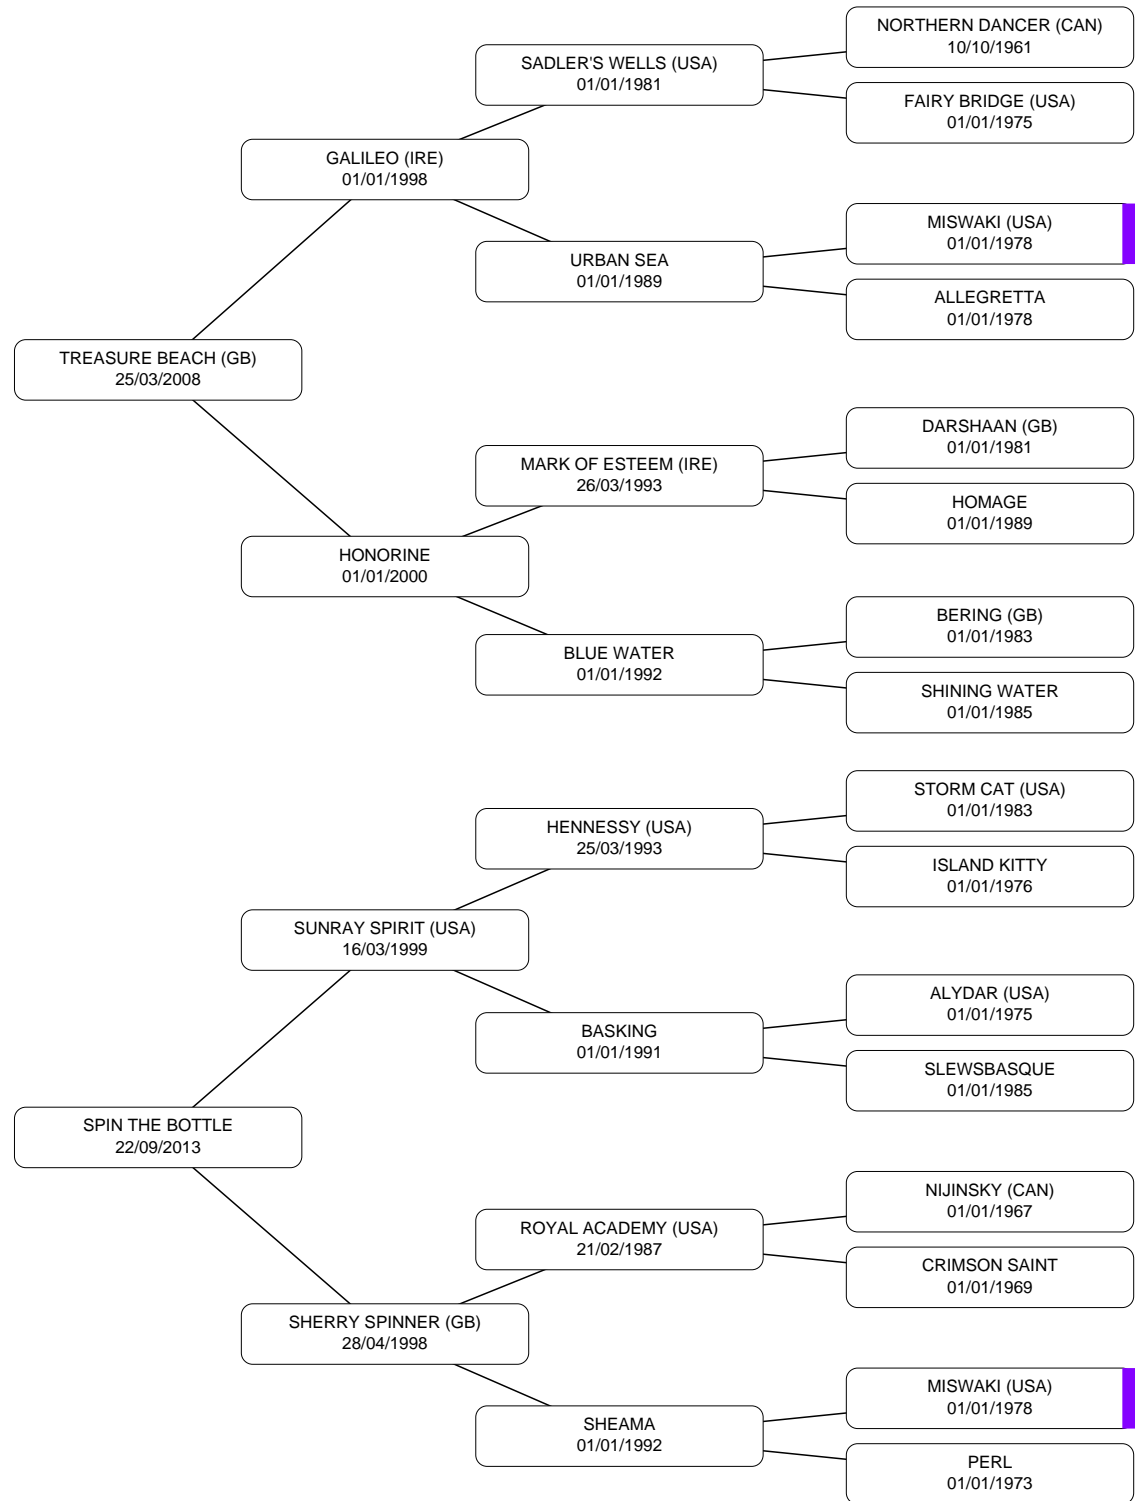 NORTHERN DANCER (CAN)
10/10/1961
SADLER'S WELLS (USA)
01/01/1981
FAIRY BRIDGE (USA)
01/01/1975
GALILEO (IRE)
01/01/1998
MISWAKI (USA)
01/01/1978
URBAN SEA
01/01/1989
ALLEGRETTA
01/01/1978
TREASURE BEACH (GB)
25/03/2008
DARSHAAN (GB)
01/01/1981
MARK OF ESTEEM (IRE)
26/03/1993
HOMAGE
01/01/1989
HONORINE
01/01/2000
BERING (GB)
01/01/1983
BLUE WATER
01/01/1992
SHINING WATER
01/01/1985
STORM CAT (USA)
01/01/1983
HENNESSY (USA)
25/03/1993
ISLAND KITTY
01/01/1976
SUNRAY SPIRIT (USA)
16/03/1999
ALYDAR (USA)
01/01/1975
BASKING
01/01/1991
SLEWSBASQUE
01/01/1985
SPIN THE BOTTLE
22/09/2013
NIJINSKY (CAN)
01/01/1967
ROYAL ACADEMY (USA)
21/02/1987
CRIMSON SAINT
01/01/1969
SHERRY SPINNER (GB)
28/04/1998
MISWAKI (USA)
01/01/1978
SHEAMA
01/01/1992
PERL
01/01/1973